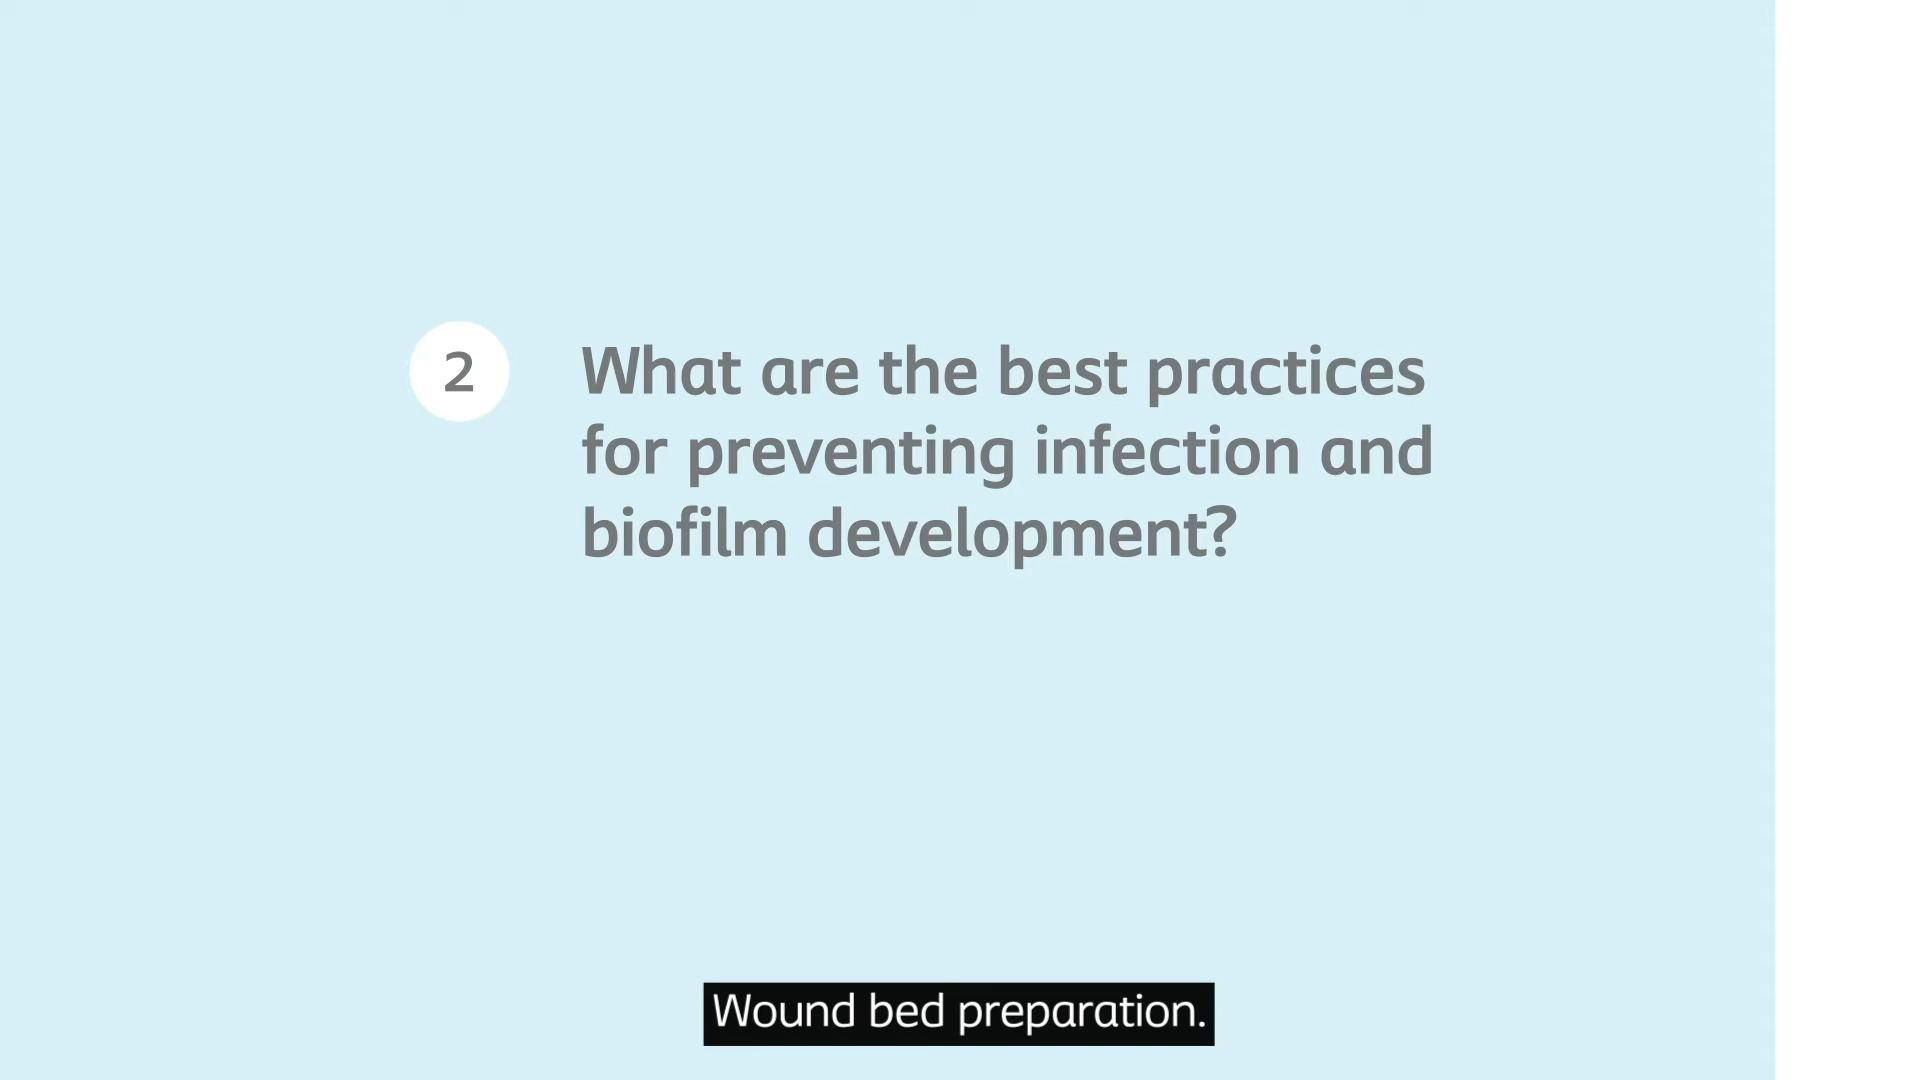 2
What are the best practices
for preventing infection and
biofilm development?
Wound bed preparation.